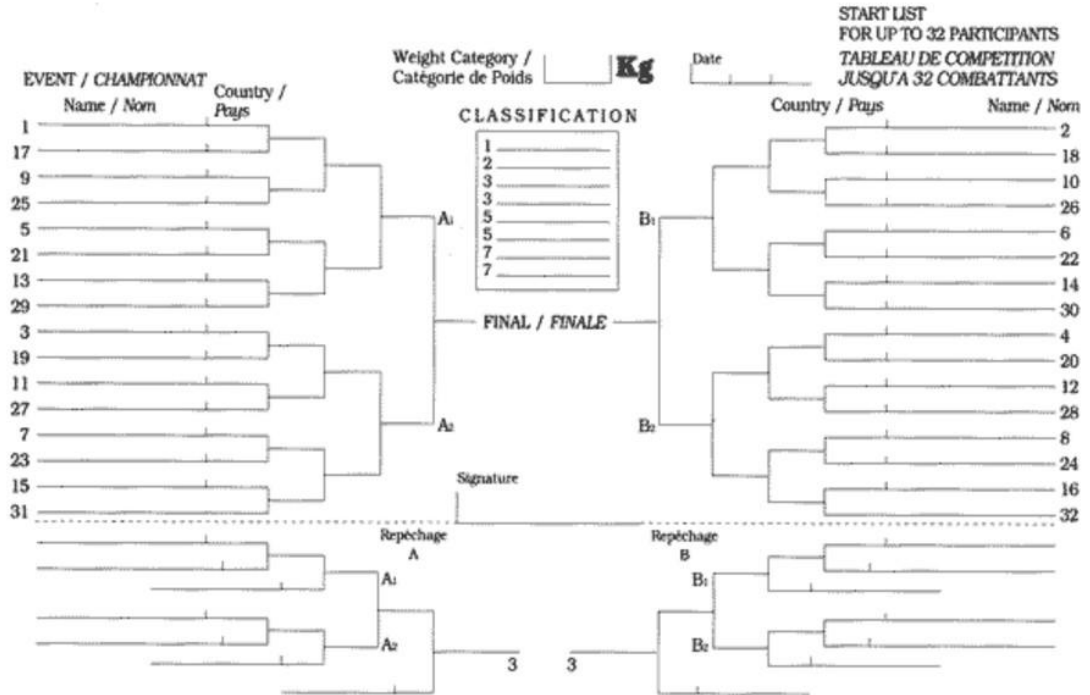 START LIST
FOR UP TO 32 PARTICIPANTS
TABLEAU DE COMPETITION
JUSQU'A 32 COMBATTANTS
Weight Category /
Catégorie de Poids
Kg
Date
EVENT / CHAMPIONNAT
Name / Nom
Country /
Pays
Country / Pays
Name / Nom
CLASSIFICATION
1
2
3
3
5
5
7
7
1
17
9
25
5
21
13
29
3
19
11
27
7
23
15
31
A1
A2
FINAL / FINALE
B1
B2
2
18
10
26
6
22
14
30
4
20
12
28
8
24
16
32
Signature
Repêchage
A
A1
A2
3
Repêchage
B
B1
B2
3